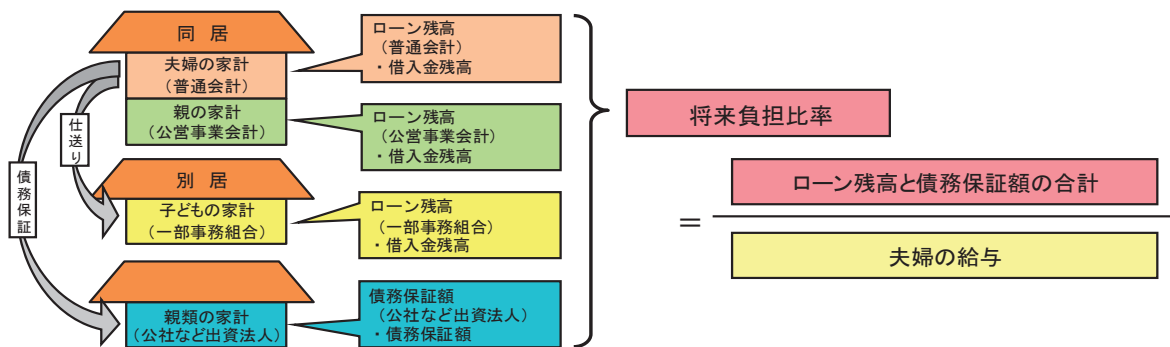 同 居
夫婦の家計
(普通会計)
親の家計
(公営事業会計)
仕送り
債務保証
別 居
子どもの家計
(一部事務組合)
親類の家計
(公社など出資法人)
ローン残高
(普通会計)
・借入金残高
ローン残高
(公営事業会計)
・借入金残高
ローン残高
(一部事務組合)
・借入金残高
債務保証額
(公社など出資法人)
・債務保証額
将来負担比率
=
ローン残高と債務保証額の合計
夫婦の給与